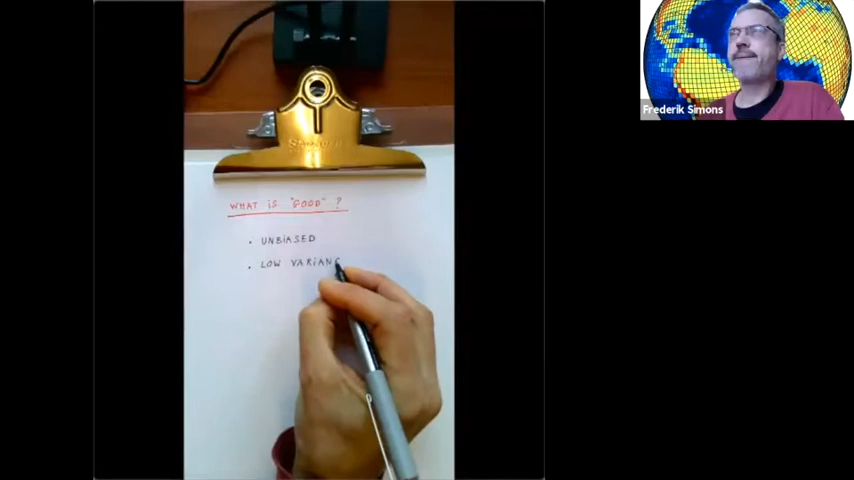 WHAT IS "GOOD" ?
• UNBIASED
• LOW VARIANC
Frederik Simons